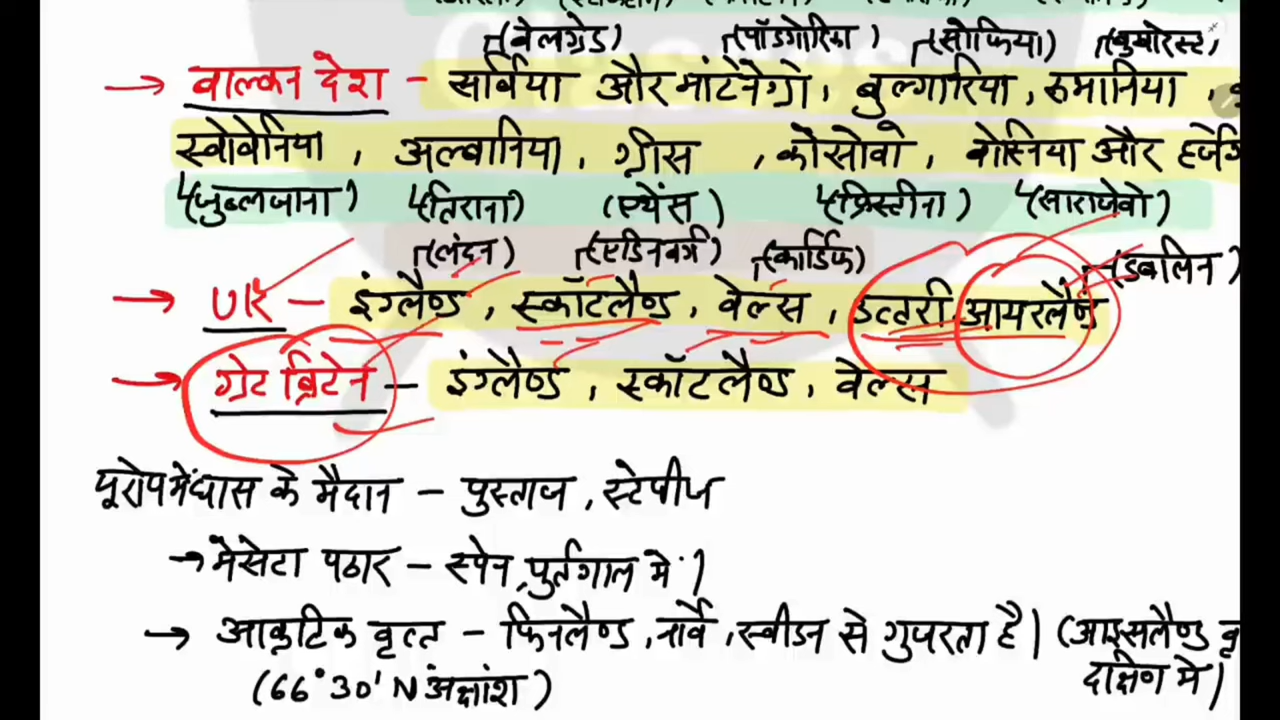 (वेलग्रेड) (पॉडगोरिका) (सोफिया) (बुखारेस्ट,
→ वाल्कन देश - सर्विया और मांटेनेग्रो, बुल्गारिया, रुमानिया,
स्वोवेनिया, अल्बानिया, ग्रीस, कोसोवो, बोस्निया और हर्जेग
(जुब्लजाना) (तिराना) (एथेंस) (प्रिस्टीना) (साराजेवो)
(लंदन) (एडिनबर्ग) (कार्डिफ) (डबलिन)
→ UK - इंग्लैण्ड, स्कॉटलैण्ड, वेल्स, उत्तरी आयरलैण्ड
→ ग्रेट ब्रिटेन - इंग्लैण्ड, स्कॉटलैण्ड, वेल्स
यूरोप में घास के मैदान - पुस्ताज, स्टेपीज
→ मेसेटा पठार - स्पेन, पुर्तगाल में।
→ आर्कटिक वृत्त - फिनलैण्ड, नार्वे, स्वीडन से गुजरता है। (आइसलैण्ड वृ
(66°30'N अक्षांश) दक्षिण में।